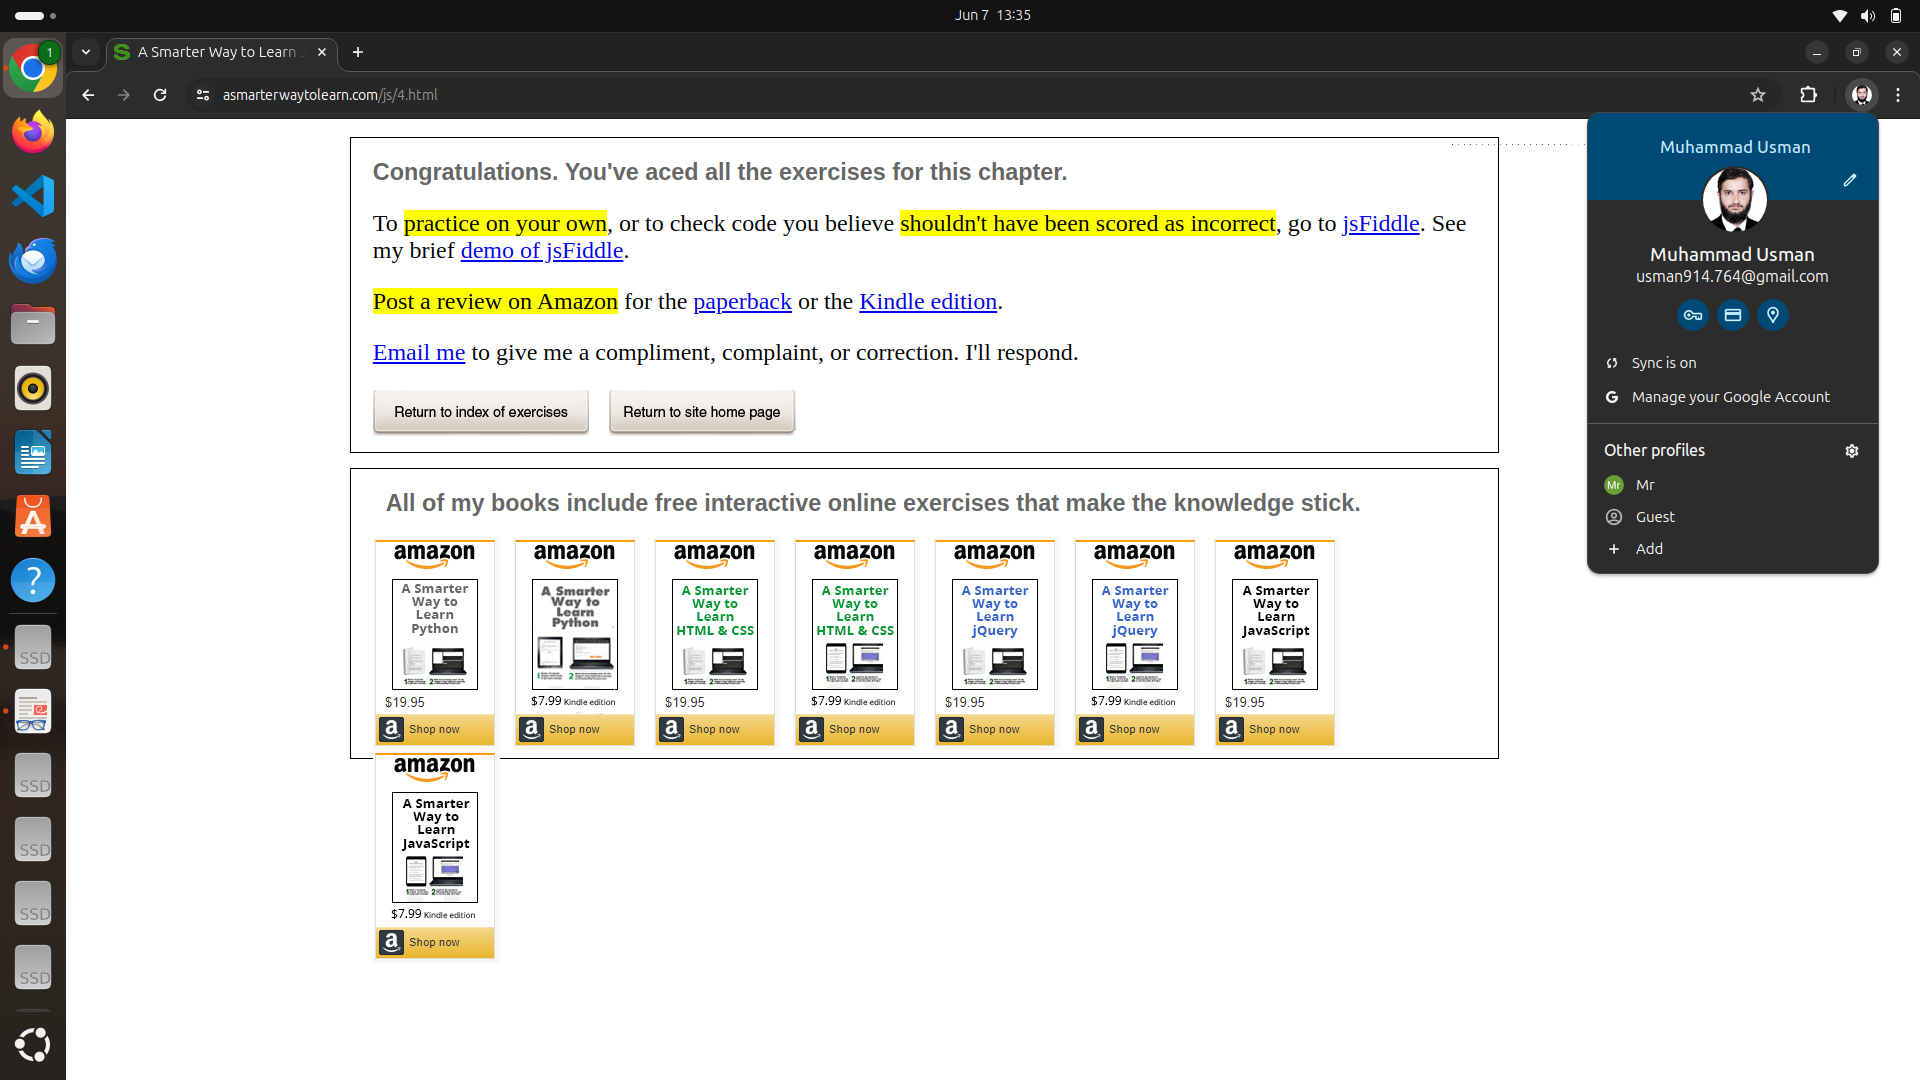 Jun 7 13:35
1
A Smarter Way to Learn
asmarterwaytolearn.com/js/4.html
Congratulations. You've aced all the exercises for this chapter.
To practice on your own, or to check code you believe shouldn't have been scored as incorrect, go to jsFiddle. See
my brief demo of jsFiddle.
Post a review on Amazon for the paperback or the Kindle edition.
Email me to give me a compliment, complaint, or correction. I'll respond.
Return to index of exercises
Return to site home page
Muhammad Usman
Muhammad Usman
usman914.764@gmail.com
Sync is on
Manage your Google Account
Other profiles
Mr Mr
Guest
Add
All of my books include free interactive online exercises that make the knowledge stick.
amazon
A Smarter
Way to
Learn
Python
$19.95
Shop now
amazon
A Smarter
Way to
Learn
Python
$7.99 Kindle edition
Shop now
amazon
A Smarter
Way to
Learn
HTML & CSS
$19.95
Shop now
amazon
A Smarter
Way to
Learn
HTML & CSS
$7.99 Kindle edition
Shop now
amazon
A Smarter
Way to
Learn
jQuery
$19.95
Shop now
amazon
A Smarter
Way to
Learn
jQuery
$7.99 Kindle edition
Shop now
amazon
A Smarter
Way to
Learn
JavaScript
$19.95
Shop now
amazon
A Smarter
Way to
Learn
JavaScript
$7.99 Kindle edition
Shop now
SSD
SSD
SSD
SSD
SSD